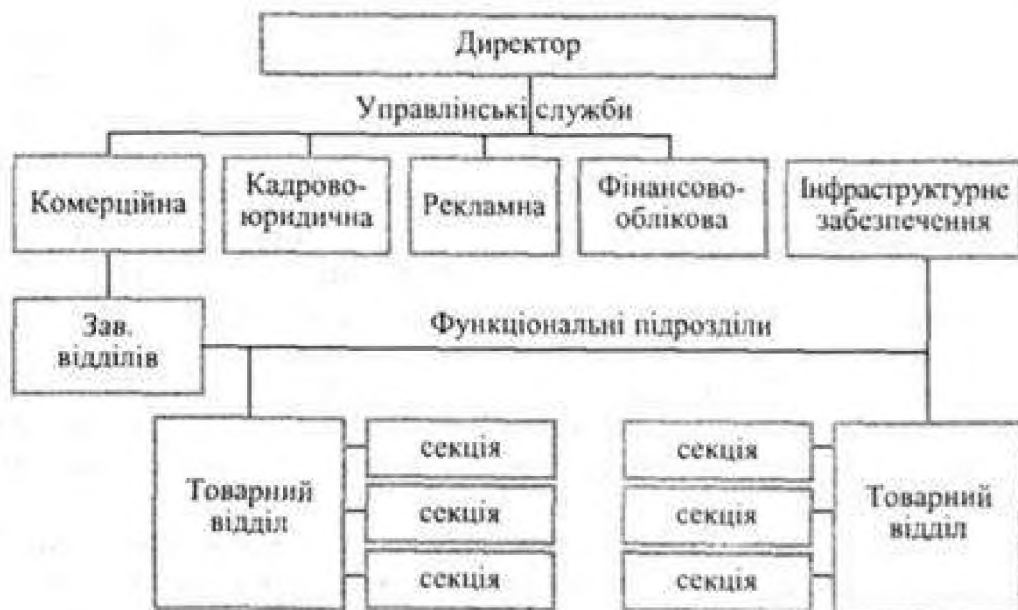 Директор
Управлінські служби
Комерційна
Кадрово-
юридична
Рекламна
Фінансово-
облікова
Інфраструктурне
забезпечення
Зав.
відділів
Функціональні підрозділи
Товарний
відділ
секція
секція
секція
секція
секція
секція
Товарний
відділ